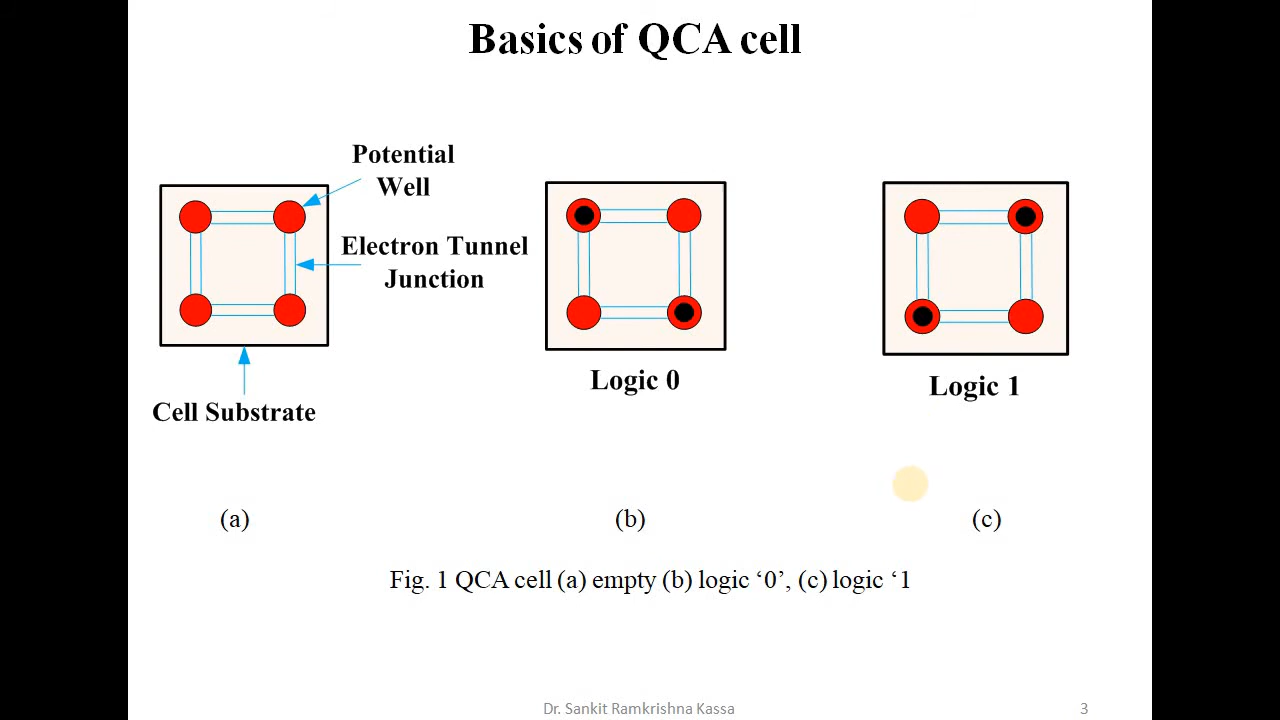 Basics of QCA cell
Potential
Well
Electron Tunnel
Junction
Cell Substrate
Logic 0
Logic 1
(a)
(b)
(c)
Fig. 1 QCA cell (a) empty (b) logic ‘0’, (c) logic ‘1
Dr. Sankit Ramkrishna Kassa
3